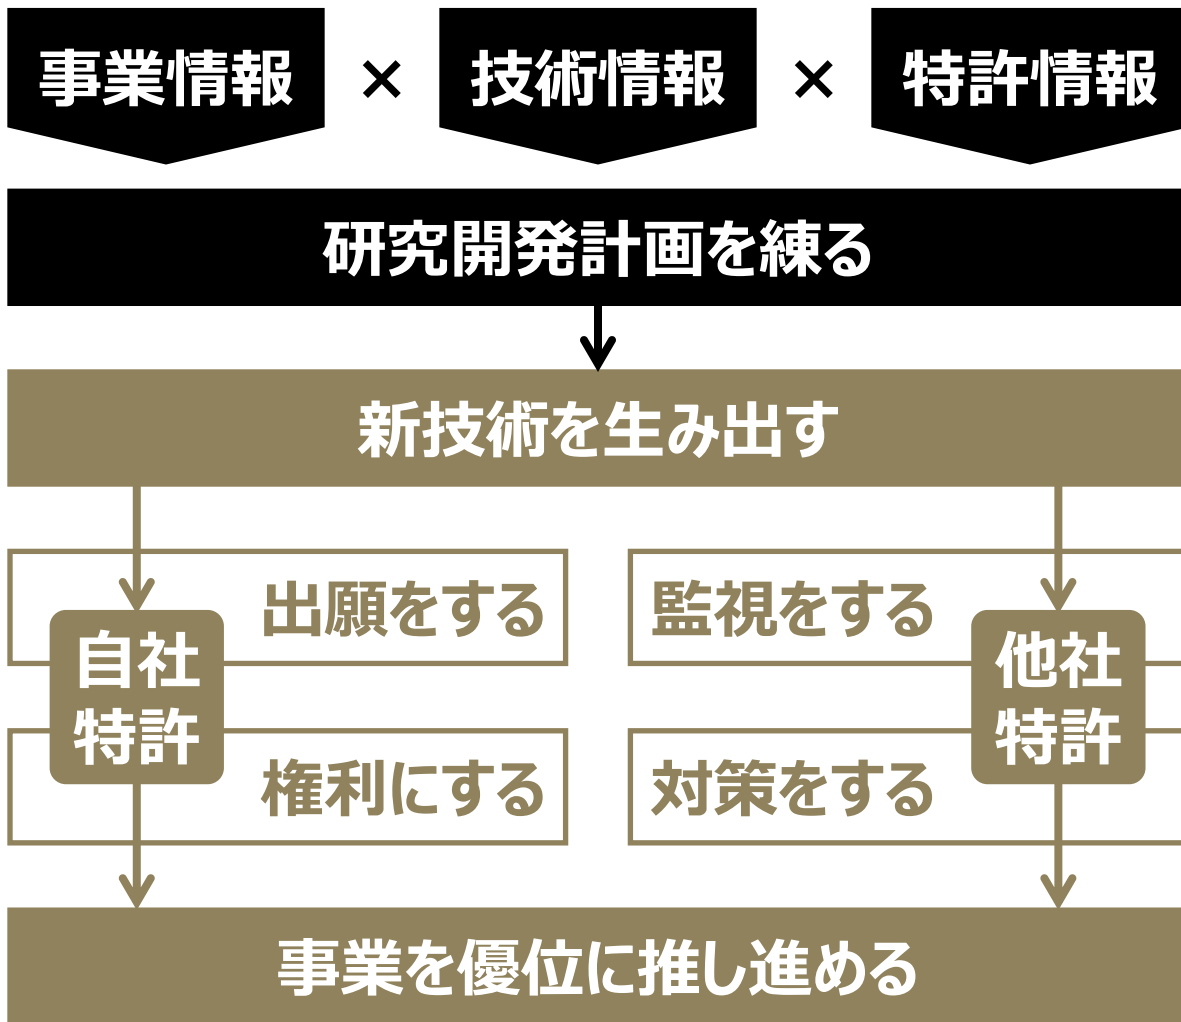 事業情報 × 技術情報 × 特許情報
研究開発計画を練る
新技術を生み出す
出願をする
監視をする
自社
特許
他社
特許
権利にする
対策をする
事業を優位に推し進める